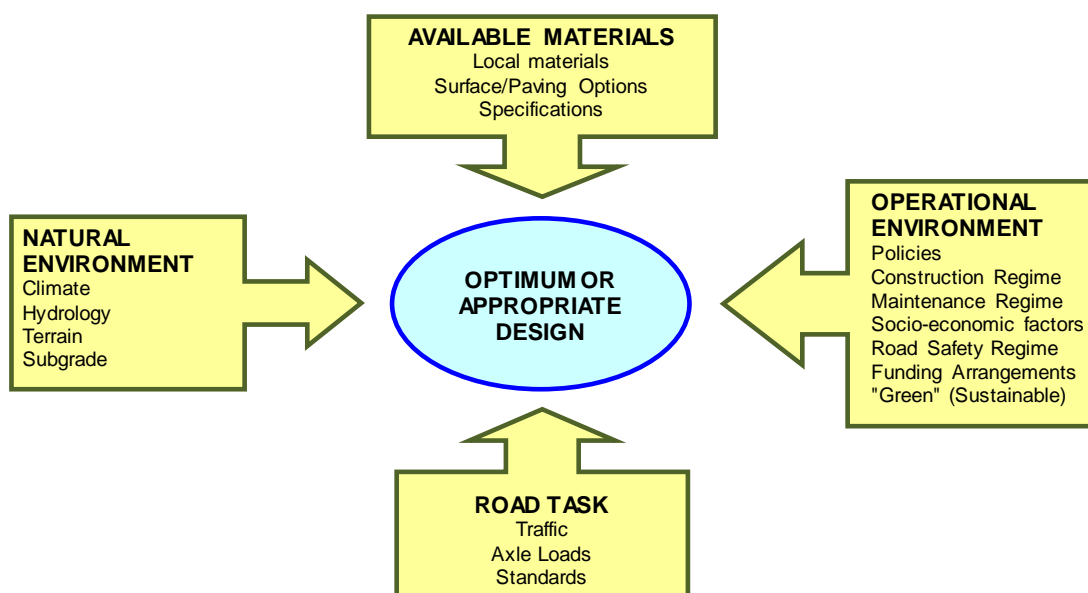 AVAILABLE MATERIALS
Local materials
Surface/Paving Options
Specifications
NATURAL
ENVIRONMENT
Climate
Hydrology
Terrain
Subgrade
OPTIMUM OR
APPROPRIATE
DESIGN
OPERATIONAL
ENVIRONMENT
Policies
Construction Regime
Maintenance Regime
Socio-economic factors
Road Safety Regime
Funding Arrangements
"Green" (Sustainable)
ROAD TASK
Traffic
Axle Loads
Standards